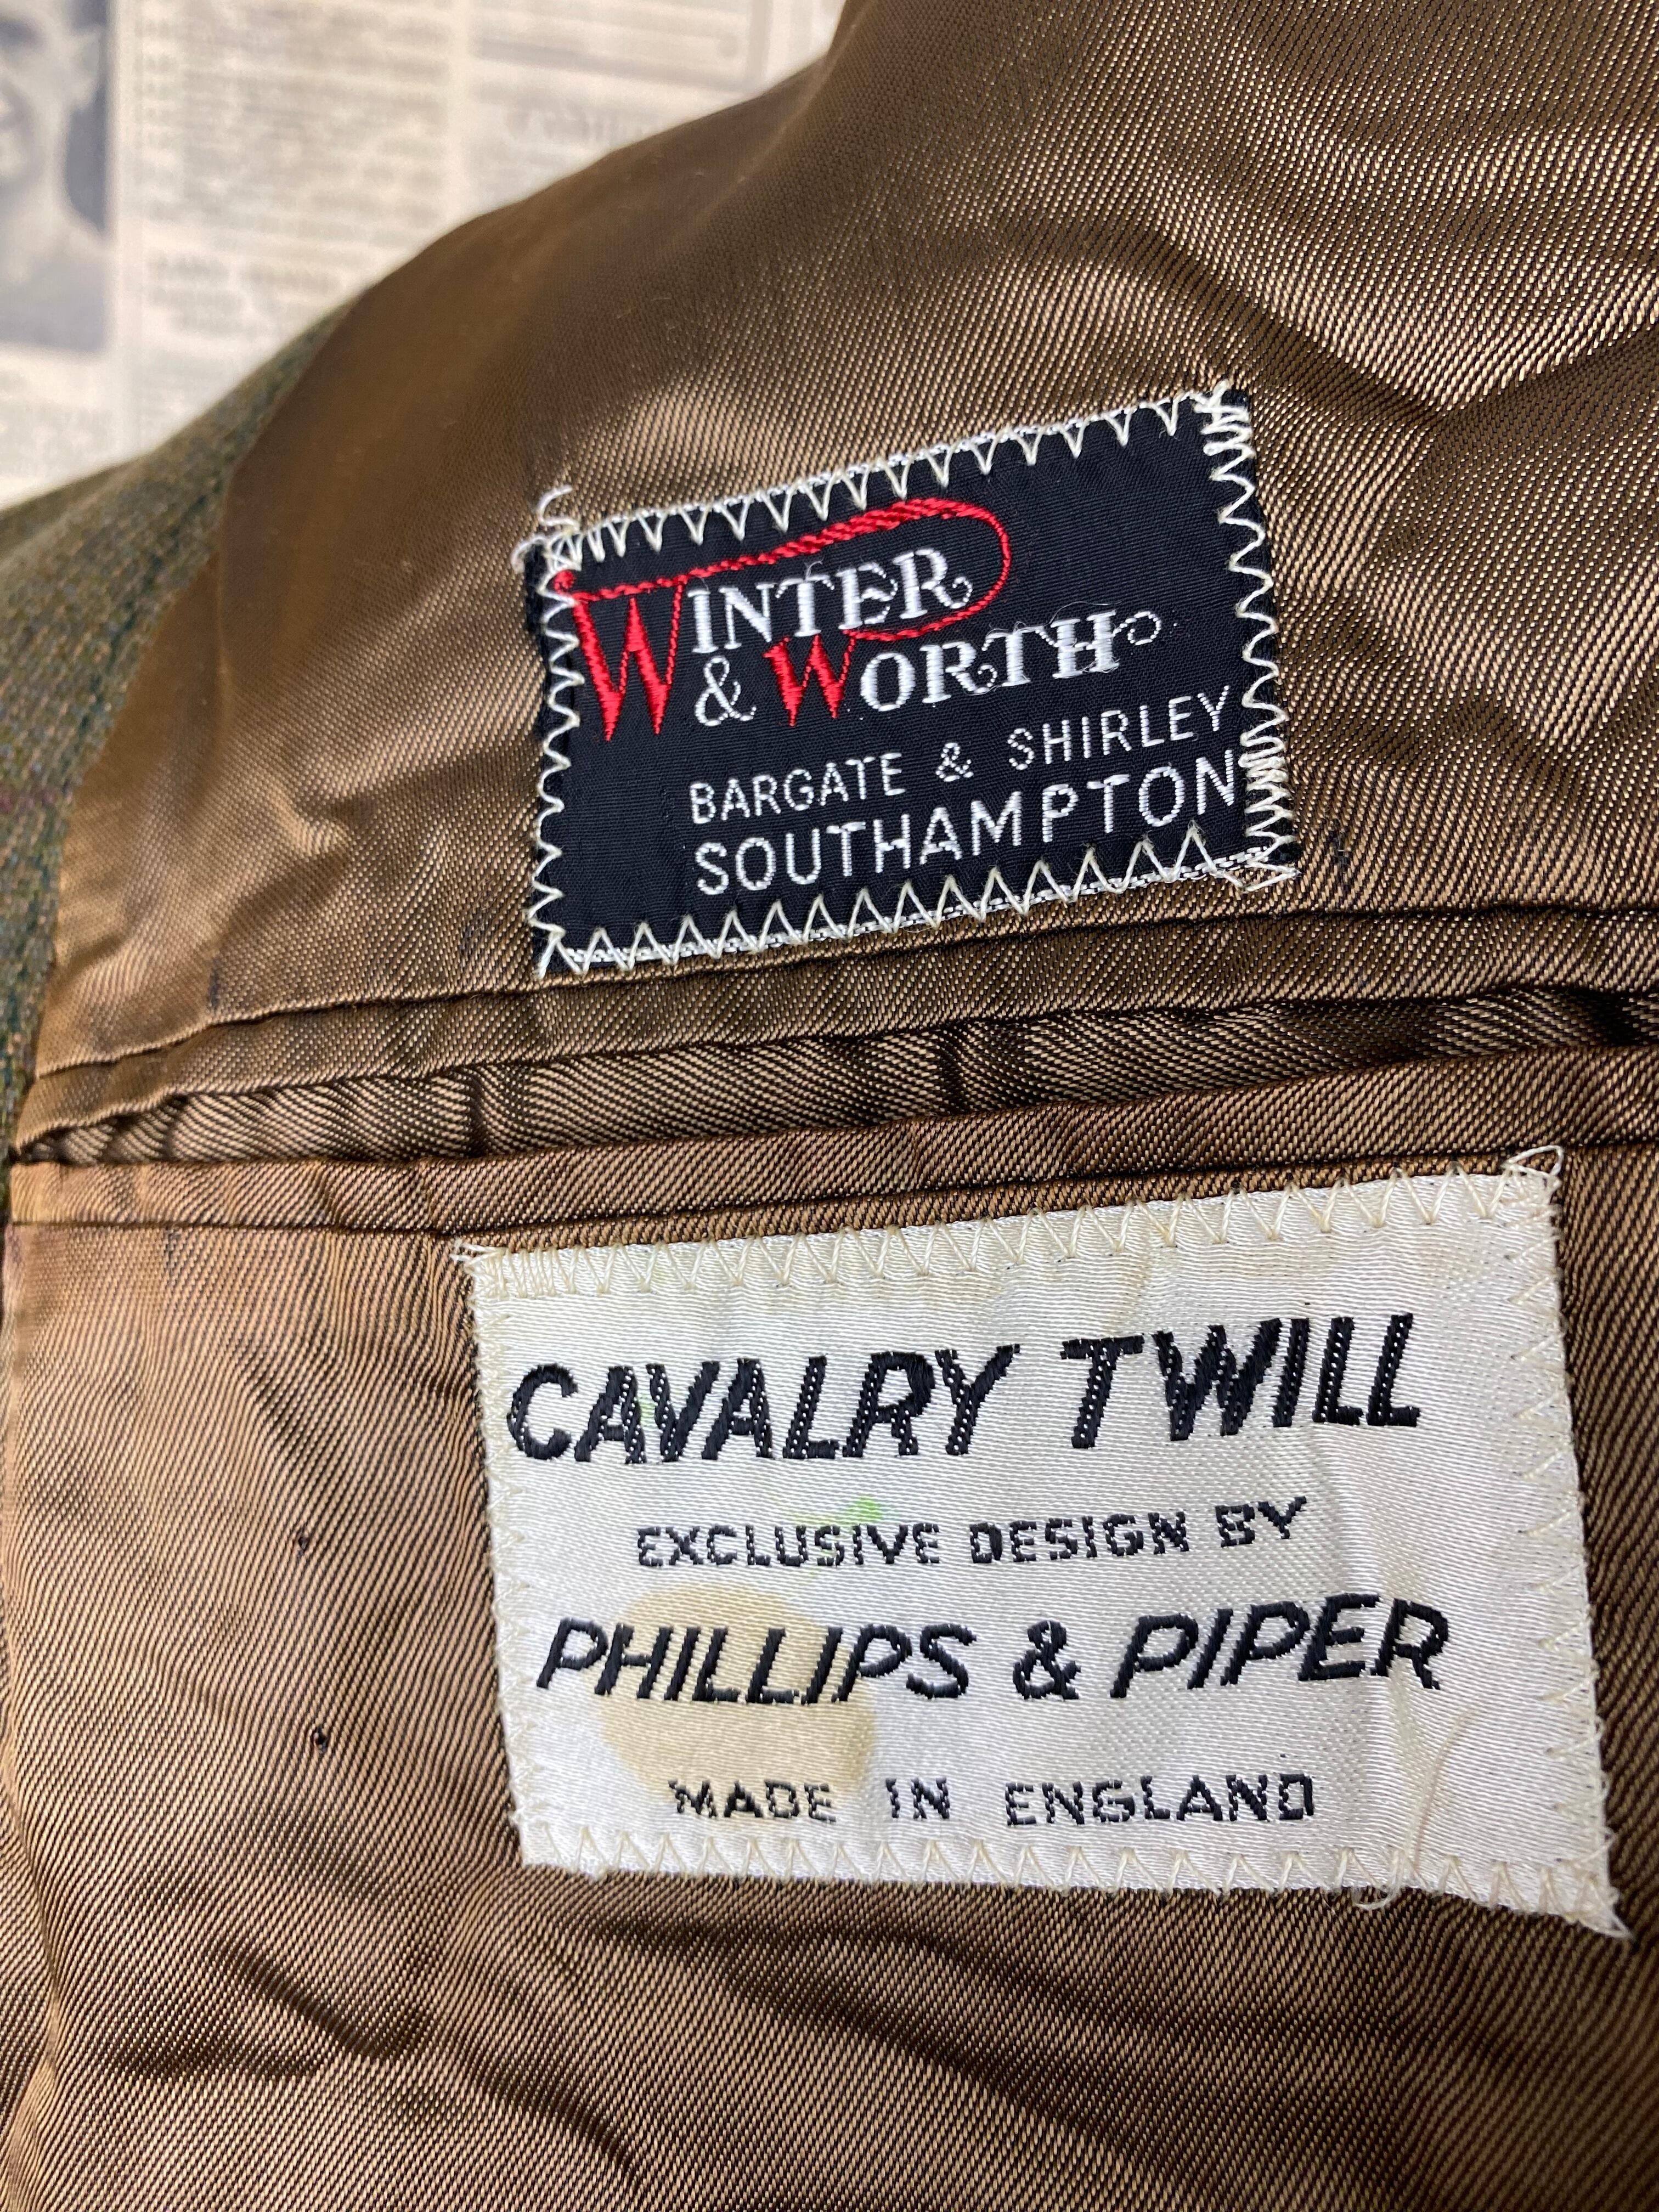 WINTER
& WORTH
BARGATE & SHIRLEY
SOUTHAMPTON
CAVALRY TWILL
EXCLUSIVE DESIGN BY
PHILLIPS & PIPER
MADE IN ENGLAND